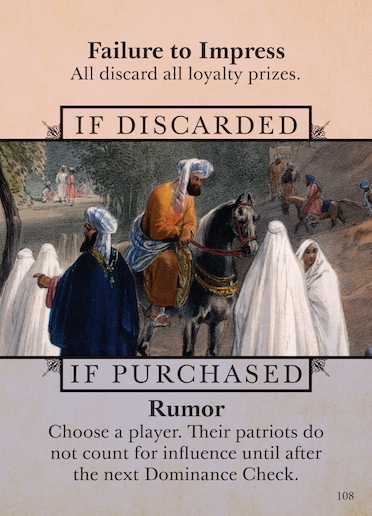 Failure to Impress
All discard all loyalty prizes.
IF DISCARDED
IF PURCHASED
Rumor
Choose a player. Their patriots do
not count for influence until after
the next Dominance Check.
108